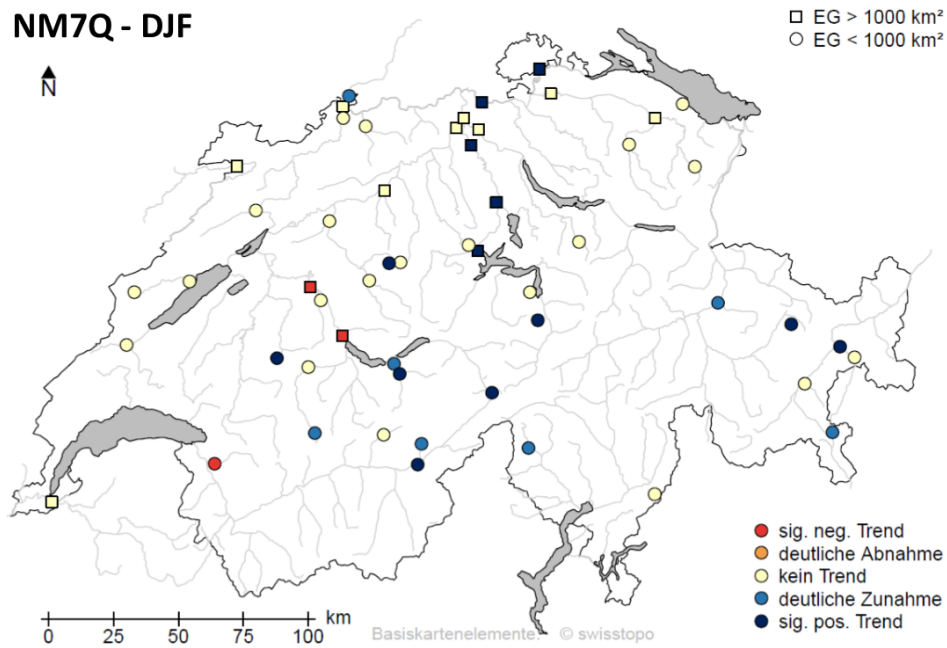 NM7Q - DJF
EG > 1000 km²
EG < 1000 km²
N
sig. neg. Trend
deutliche Abnahme
kein Trend
deutliche Zunahme
sig. pos. Trend
km
0 25 50 75 100
Basiskartenelemente: © swisstopo